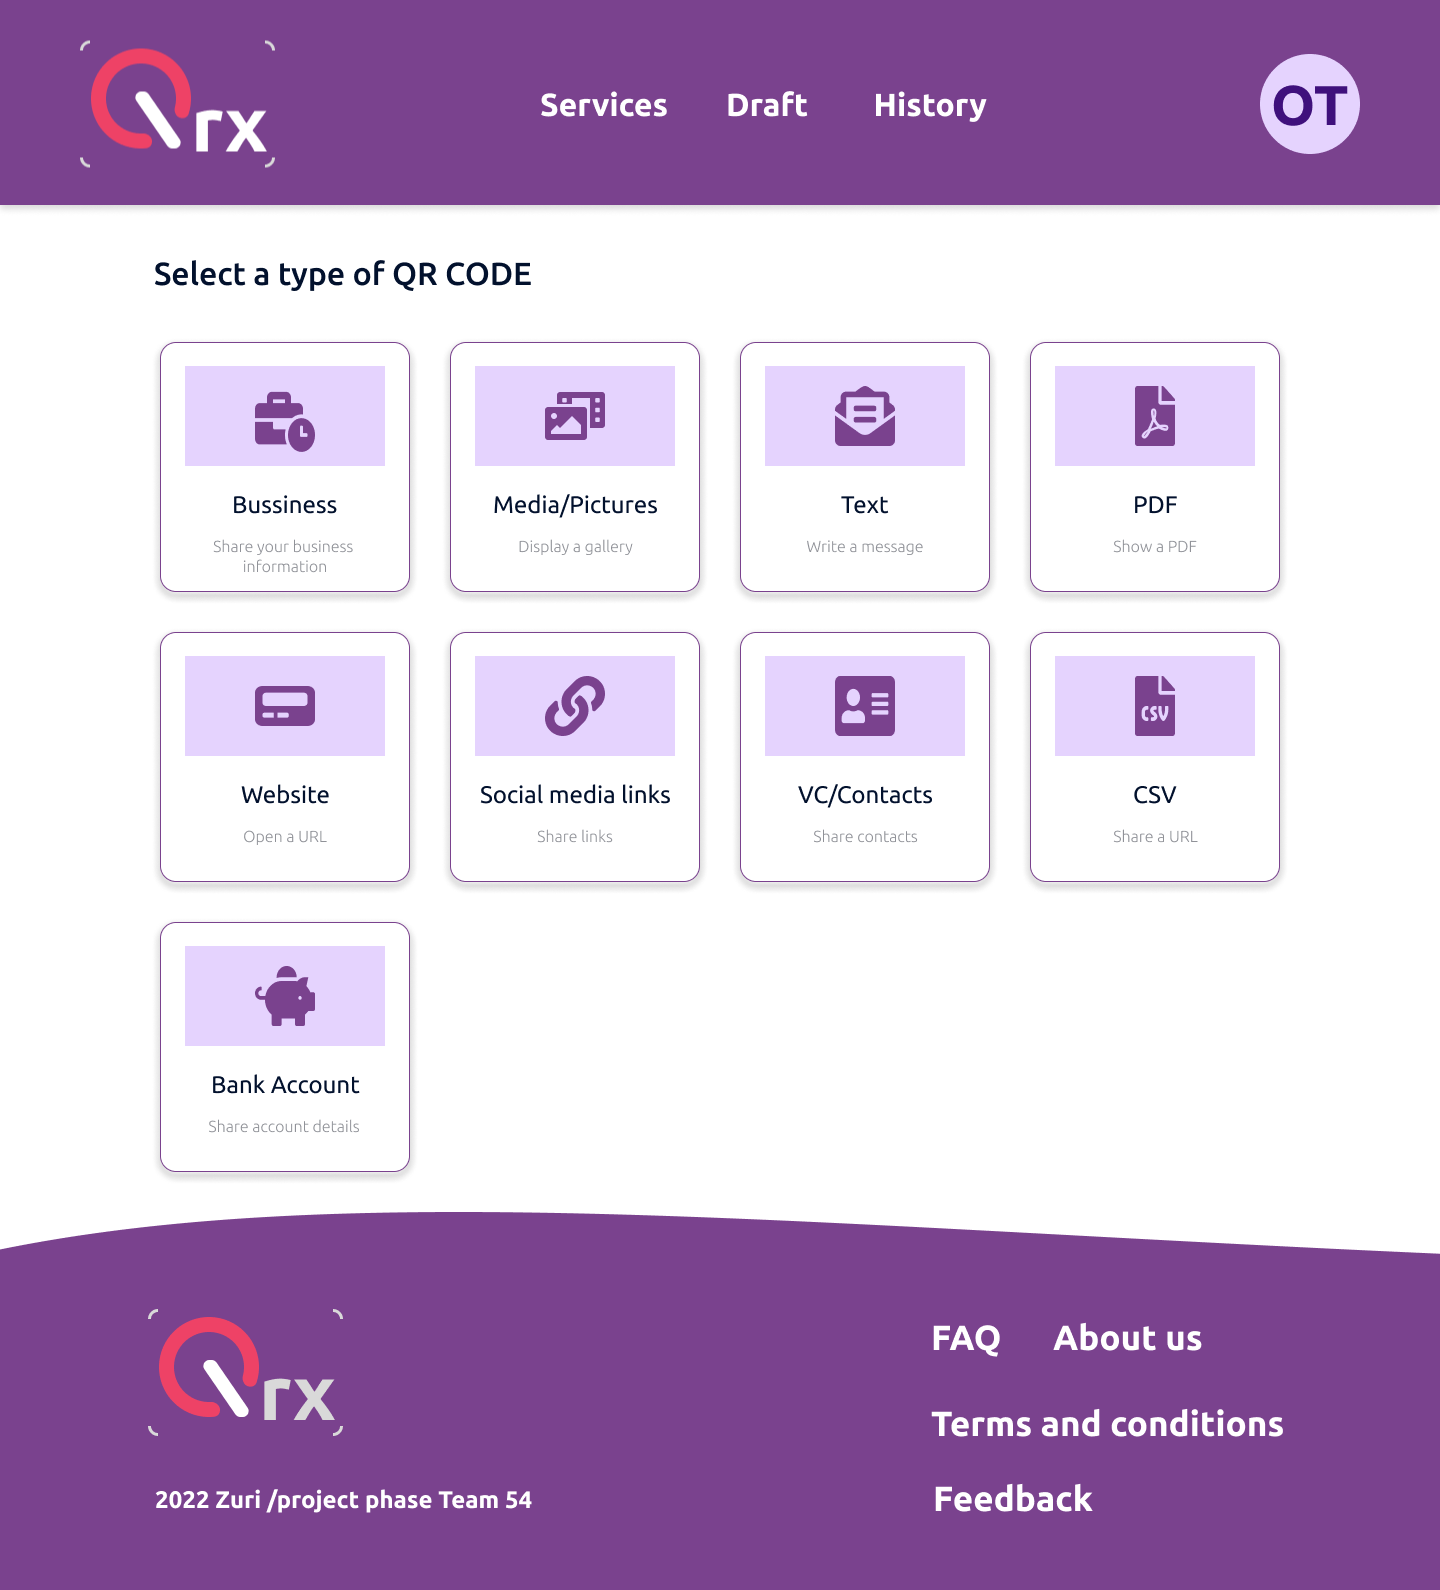 Qrx
Services Draft History
OT
Select a type of QR CODE
Bussiness
Share your business
information
Media/Pictures
Display a gallery
Text
Write a message
PDF
Show a PDF
Website
Open a URL
Social media links
Share links
VC/Contacts
Share contacts
CSV
CSV
Share a URL
Bank Account
Share account details
Qrx
2022 Zuri /project phase Team 54
FAQ About us
Terms and conditions
Feedback